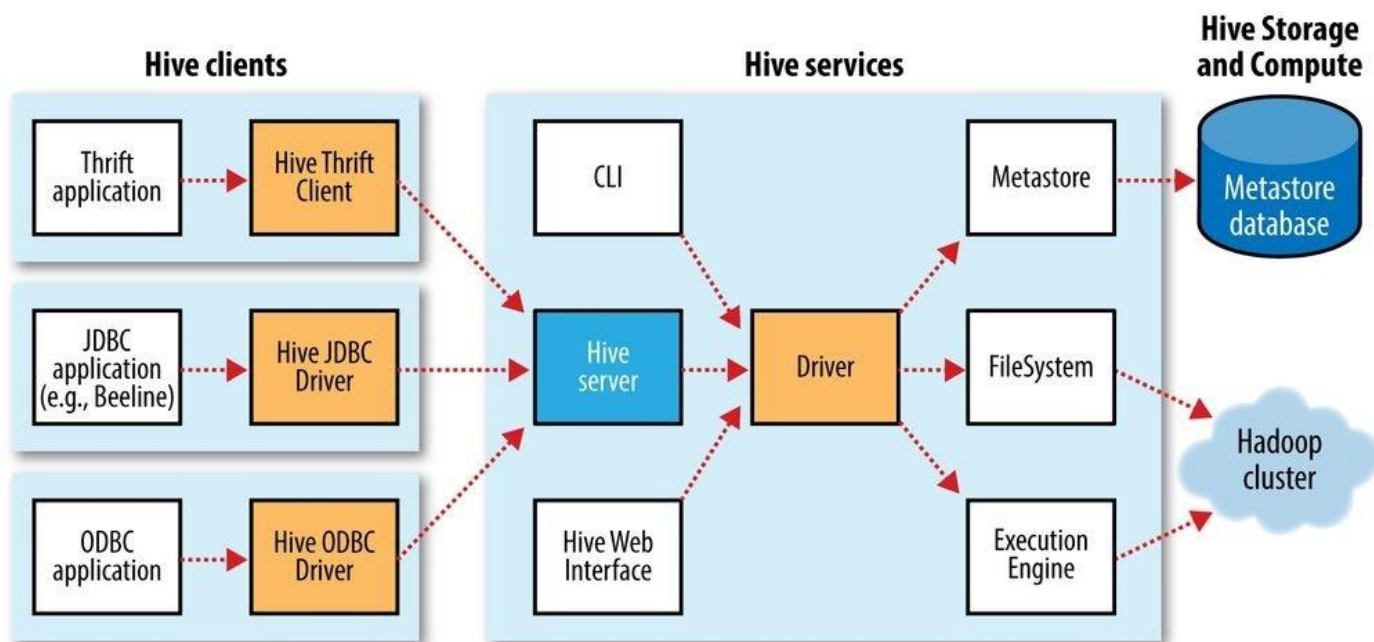 Hive clients
Hive services
Hive Storage
and Compute
Thrift
application
Hive Thrift
Client
CLI
Metastore
Metastore
database
JDBC
application
(e.g., Beeline)
Hive JDBC
Driver
Hive
server
Driver
FileSystem
Hadoop
cluster
ODBC
application
Hive ODBC
Driver
Hive Web
Interface
Execution
Engine